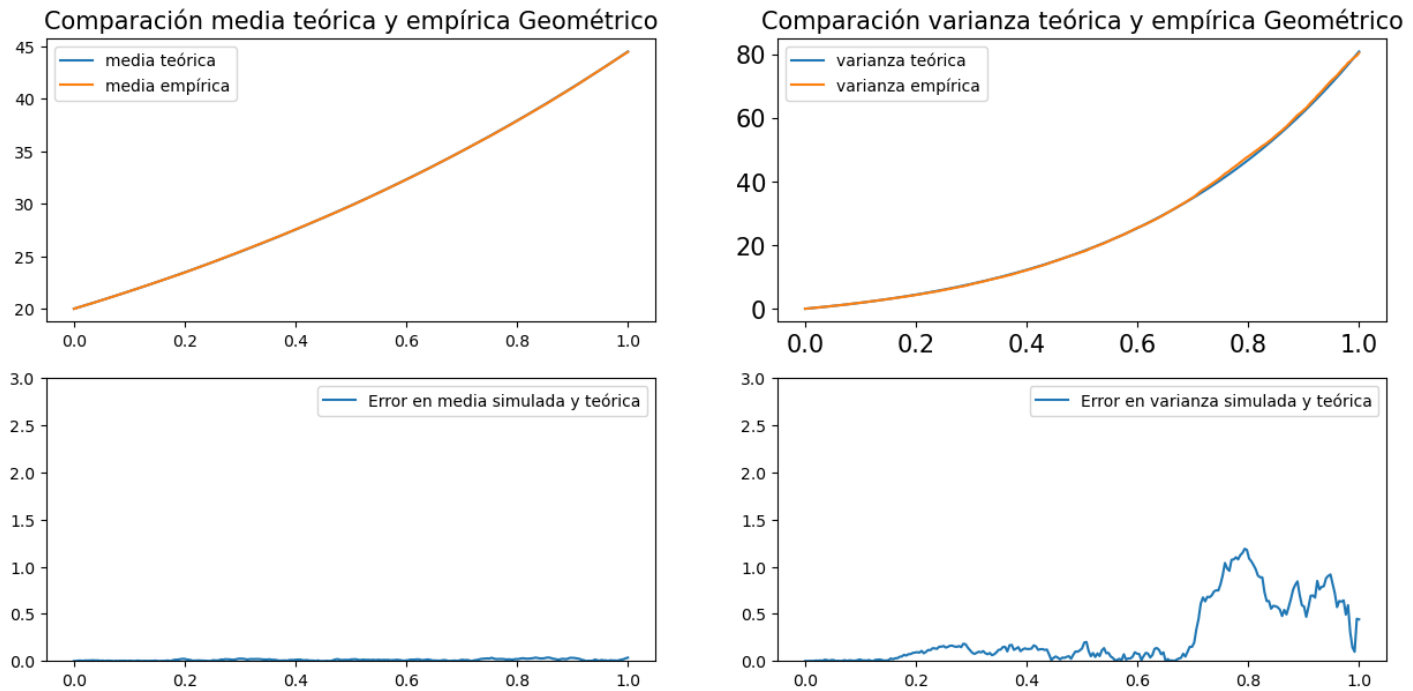 Comparación media teórica y empírica Geométrico
45
40
35
30
25
20
media teórica
media empírica
0.0 0.2 0.4 0.6 0.8 1.0
Comparación varianza teórica y empírica Geométrico
80
60
40
20
0
varianza teórica
varianza empírica
0.0 0.2 0.4 0.6 0.8 1.0
3.0
2.5
2.0
1.5
1.0
0.5
0.0
Error en media simulada y teórica
0.0 0.2 0.4 0.6 0.8 1.0
3.0
2.5
2.0
1.5
1.0
0.5
0.0
Error en varianza simulada y teórica
0.0 0.2 0.4 0.6 0.8 1.0